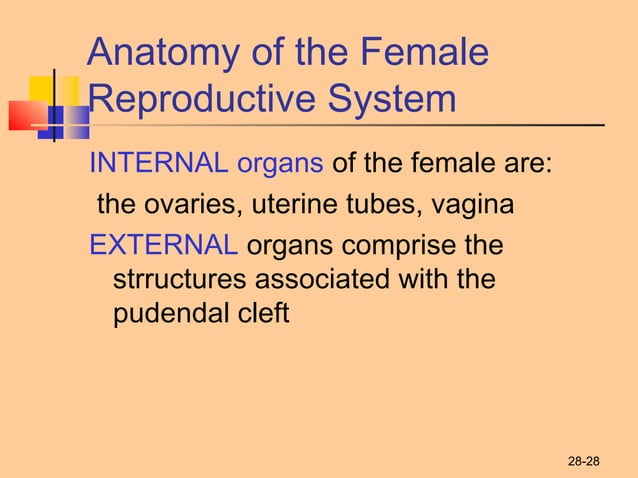 Anatomy of the Female
Reproductive System
INTERNAL organs of the female are:
the ovaries, uterine tubes, vagina
EXTERNAL organs comprise the
strructures associated with the
pudendal cleft
28-28